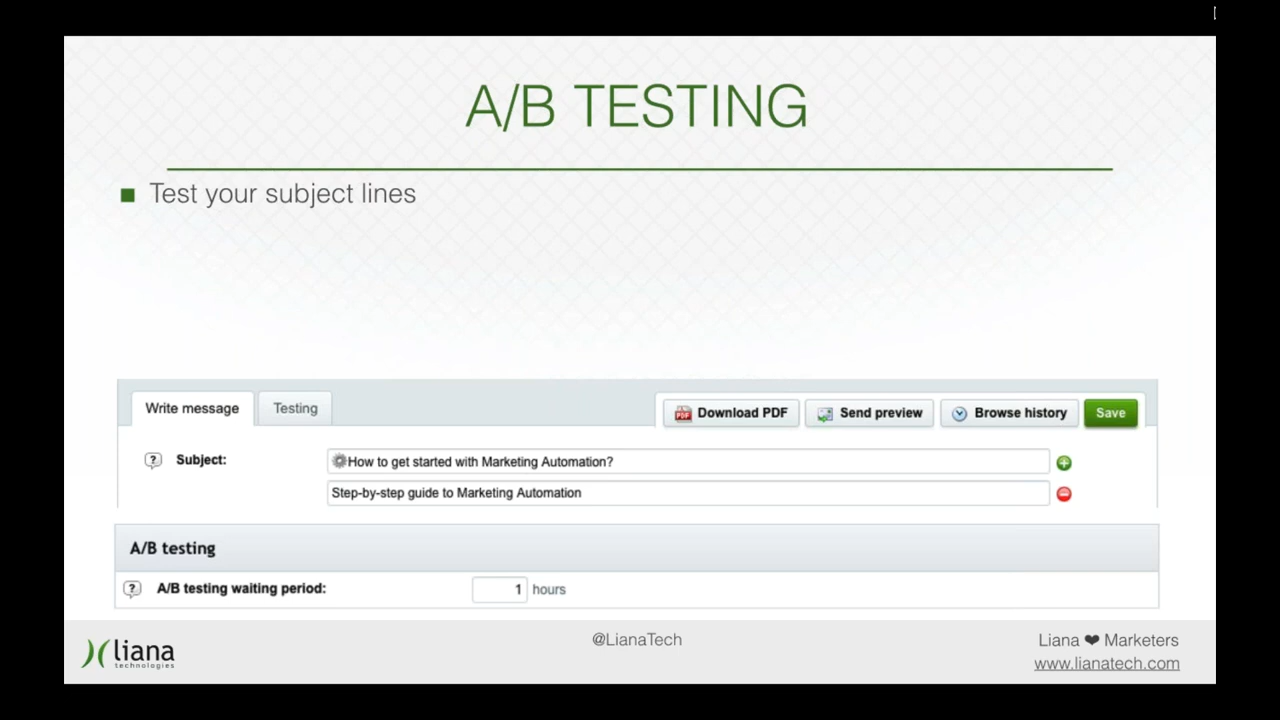 A/B TESTING
Test your subject lines
Write message Testing Download PDF Send preview Browse history Save
Subject: How to get started with Marketing Automation?
Step-by-step guide to Marketing Automation
A/B testing
A/B testing waiting period: 1 hours
liana
technologies
@LianaTech
Liana ❤ Marketers
www.lianatech.com